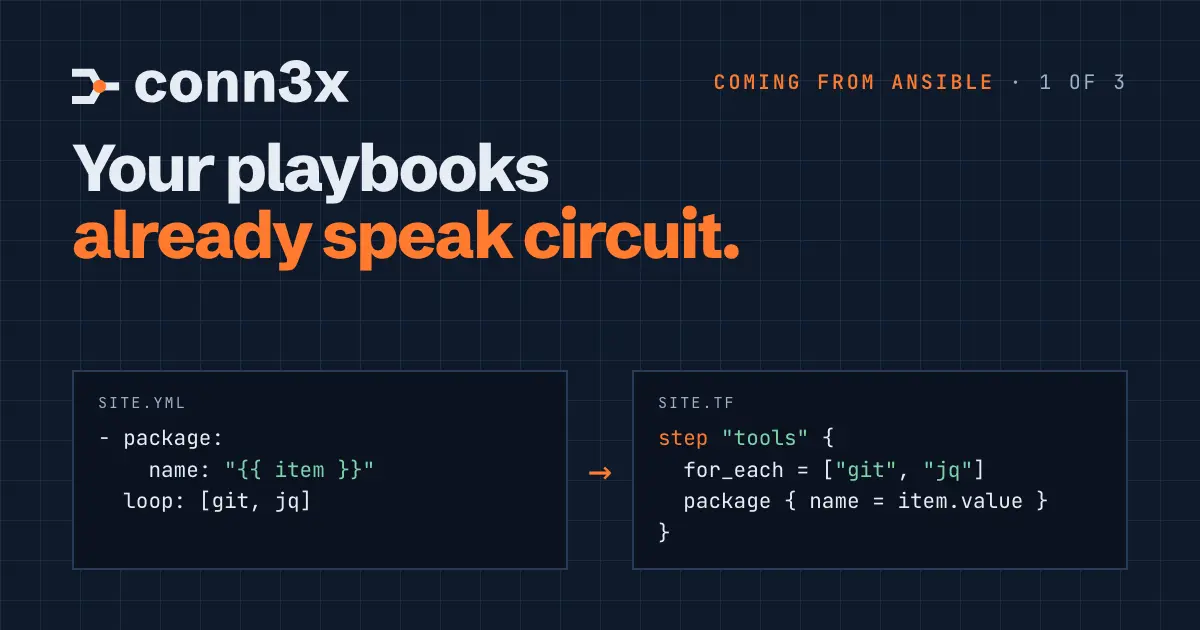 conn3x
COMING FROM ANSIBLE · 1 OF 3
Your playbooks
already speak circuit.
SITE.YML
- package:
    name: "{{ item }}"
  loop: [git, jq]
→
SITE.TF
step "tools" {
  for_each = ["git", "jq"]
  package { name = item.value }
}